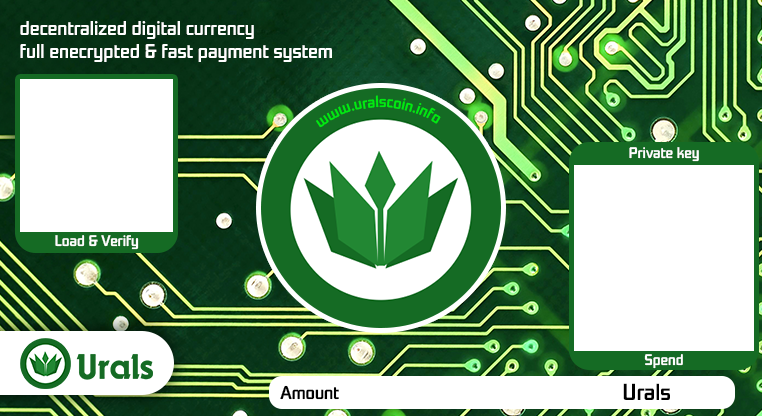 decentralized digital currency
full enecrypted & fast payment system
www.uralscoin.info
Private key
Load & Verify
Spend
Urals
Amount
Urals